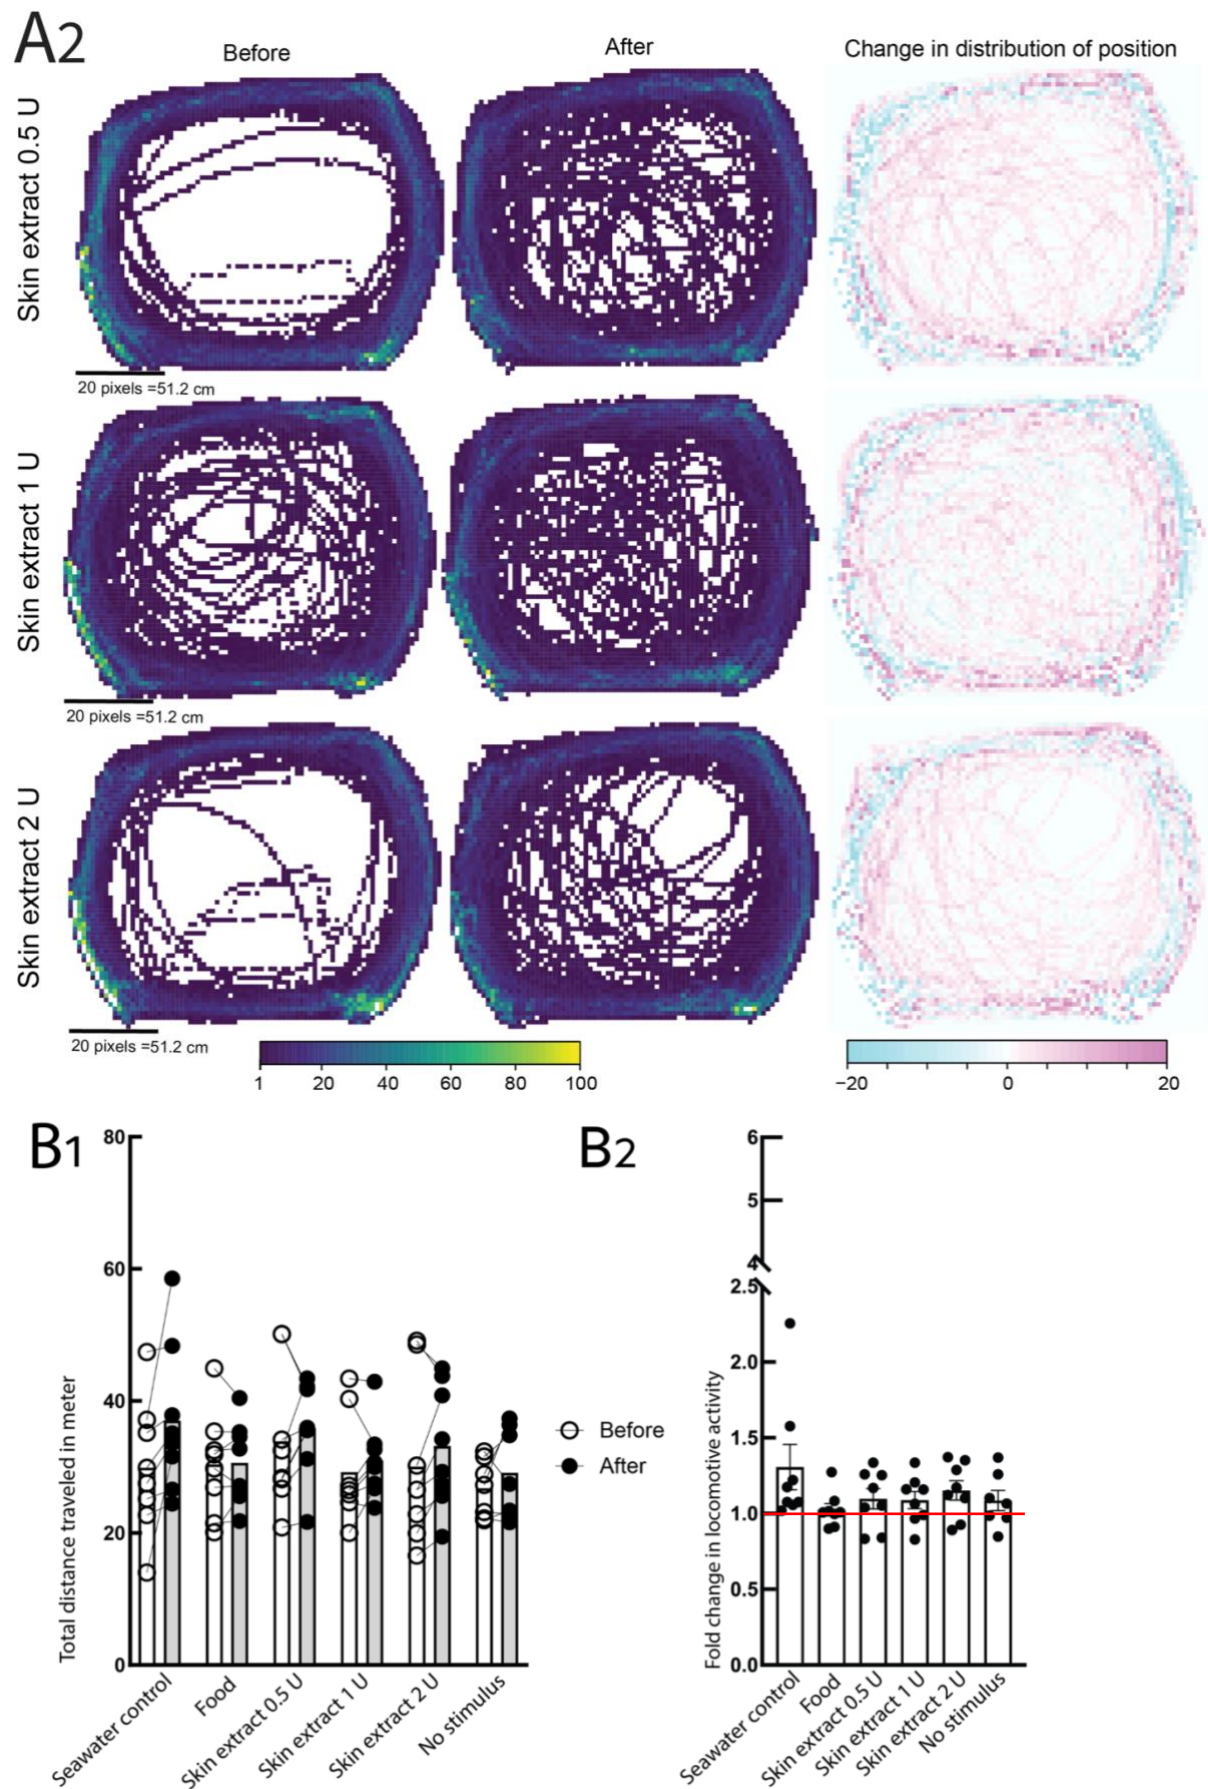 A2
Before
After
Change in distribution of position
Skin extract 0.5 U
20 pixels =51.2 cm
Skin extract 1 U
20 pixels =51.2 cm
Skin extract 2 U
20 pixels =51.2 cm
1 20 40 60 80 100
−20 0 20
B1
Total distance traveled in meter
80
60
40
20
0
Seawater control
Food
Skin extract 0.5 U
Skin extract 1 U
Skin extract 2 U
No stimulus
Before
After
B2
Fold change in locomotive activity
6
5
4
2.5
2.0
1.5
1.0
0.5
0.0
Seawater control
Food
Skin extract 0.5 U
Skin extract 1 U
Skin extract 2 U
No stimulus